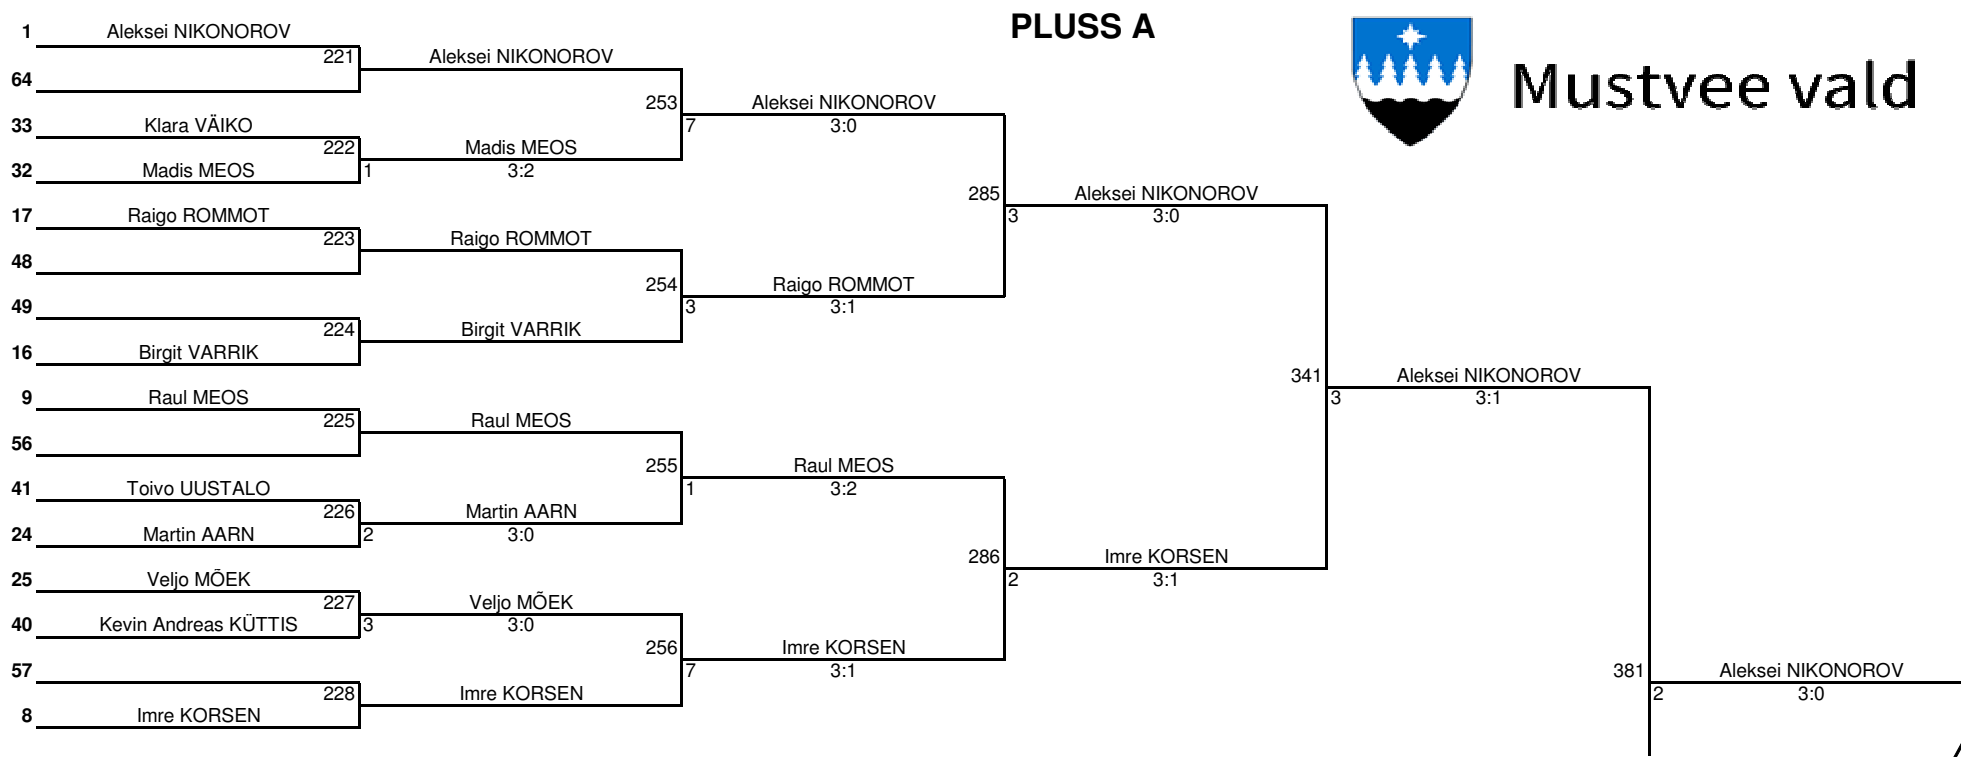 PLUSS A
Mustvee vald
1 Aleksei NIKONOROV
221 Aleksei NIKONOROV
64
253 Aleksei NIKONOROV
7 3:0
33 Klara VÄIKO
222 Madis MEOS
32 Madis MEOS 1 3:2
285 Aleksei NIKONOROV
3 3:0
17 Raigo ROMMOT
223 Raigo ROMMOT
48
254 Raigo ROMMOT
3 3:1
49
224 Birgit VARRIK
16 Birgit VARRIK
341 Aleksei NIKONOROV
3 3:1
9 Raul MEOS
225 Raul MEOS
56
255 Raul MEOS
1 3:2
41 Toivo UUSTALO
226 Martin AARN
24 Martin AARN 2 3:0
286 Imre KORSEN
2 3:1
25 Veljo MÕEK
227 Veljo MÕEK
40 Kevin Andreas KÜTTIS 3 3:0
256 Imre KORSEN
7 3:1
57
228 Imre KORSEN
8 Imre KORSEN
381 Aleksei NIKONOROV
2 3:0